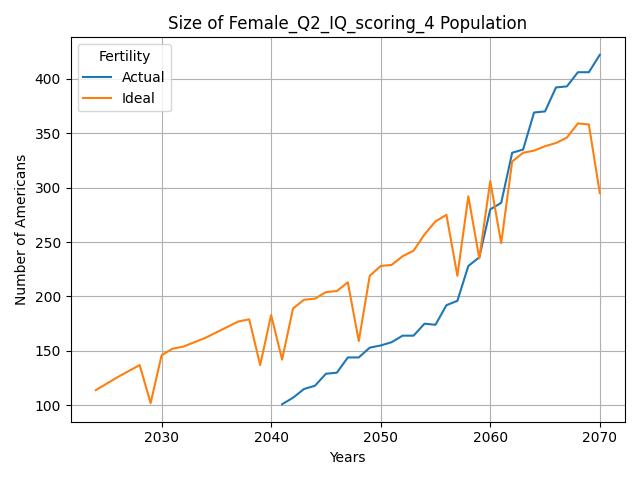 Size of Female_Q2_IQ_scoring_4 Population
Fertility
Actual
Ideal
Number of Americans
400
350
300
250
200
150
100
2030 2040 2050 2060 2070
Years